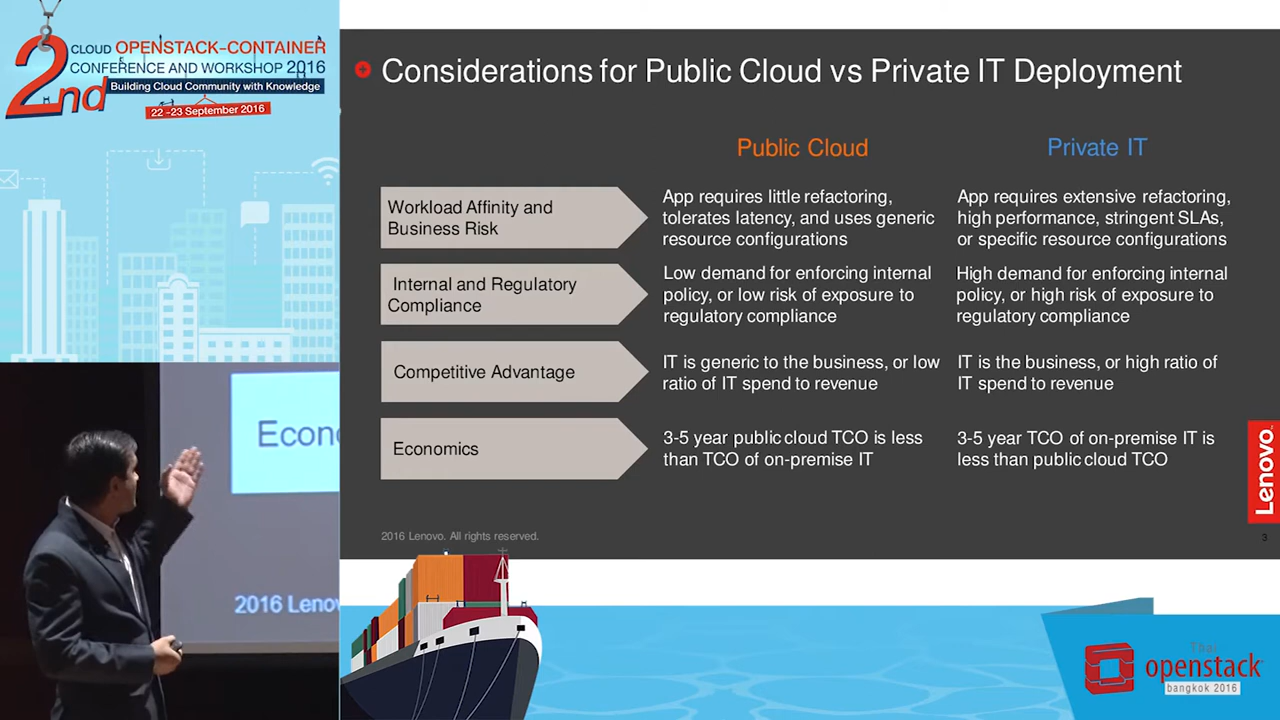 2nd
CLOUD OPENSTACK-CONTAINER
CONFERENCE AND WORKSHOP 2016
Building Cloud Community with Knowledge
22 -23 September 2016
Considerations for Public Cloud vs Private IT Deployment
Public Cloud
Private IT
Workload Affinity and
Business Risk
App requires little refactoring,
tolerates latency, and uses generic
resource configurations
App requires extensive refactoring,
high performance, stringent SLAs,
or specific resource configurations
Internal and Regulatory
Compliance
Low demand for enforcing internal
policy, or low risk of exposure to
regulatory compliance
High demand for enforcing internal
policy, or high risk of exposure to
regulatory compliance
Competitive Advantage
IT is generic to the business, or low
ratio of IT spend to revenue
IT is the business, or high ratio of
IT spend to revenue
Economics
3-5 year public cloud TCO is less
than TCO of on-premise IT
3-5 year TCO of on-premise IT is
less than public cloud TCO
Lenovo
2016 Lenovo. All rights reserved.
3
Econ
2016 Leno
Thai
openstack
bangkok 2016